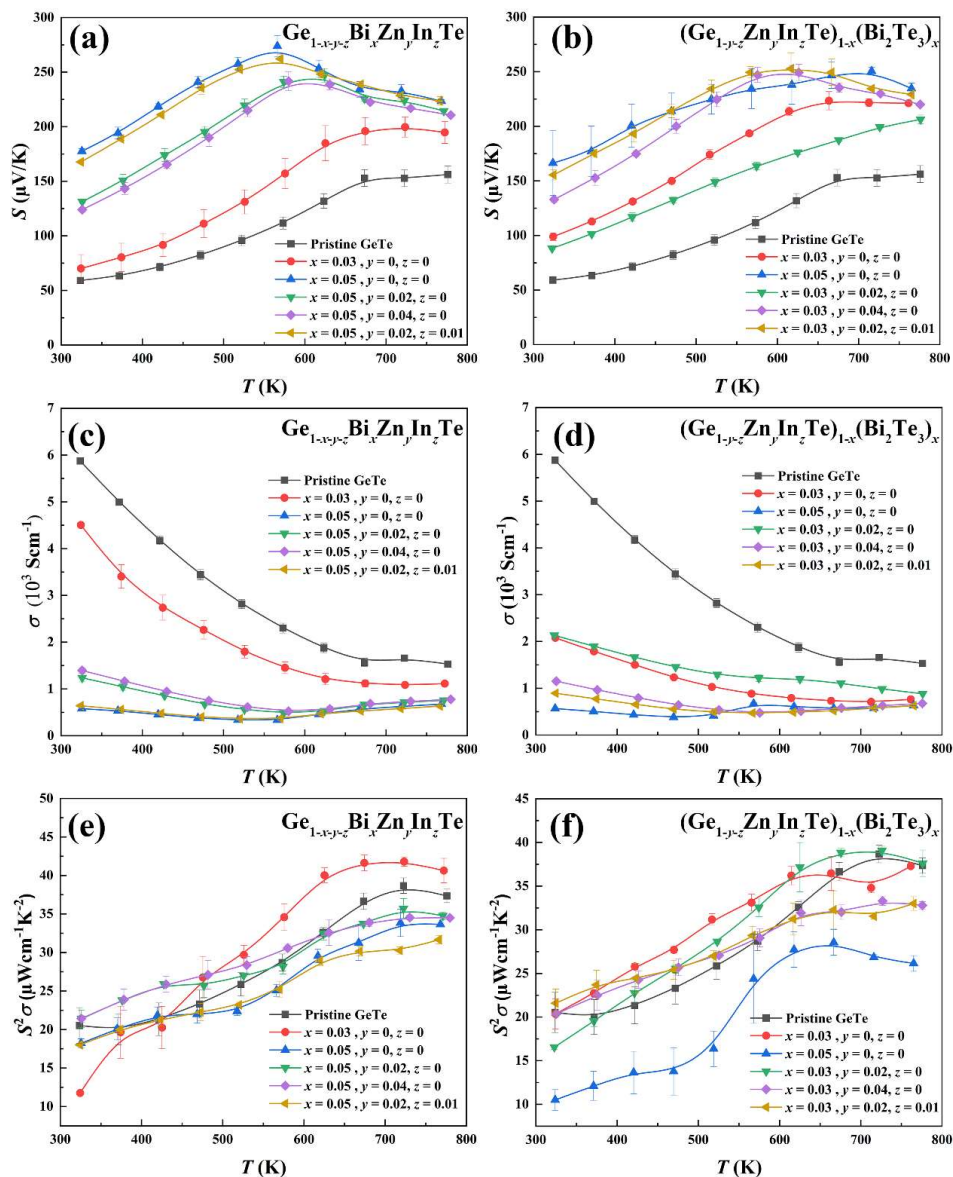 (a)
Ge1-x-y-zBixZnyInzTe
300
250
200
150
100
50
0
S (μV/K)
Pristine GeTe
x = 0.03 , y = 0, z = 0
x = 0.05 , y = 0, z = 0
x = 0.05 , y = 0.02, z = 0
x = 0.05 , y = 0.04, z = 0
x = 0.05 , y = 0.02, z = 0.01
300 400 500 600 700 800
T (K)
(b)
(Ge1-y-zZnyInzTe)1-x(Bi2Te3)x
300
250
200
150
100
50
0
S (μV/K)
Pristine GeTe
x = 0.03 , y = 0, z = 0
x = 0.05 , y = 0, z = 0
x = 0.03 , y = 0.02, z = 0
x = 0.03 , y = 0.04, z = 0
x = 0.03 , y = 0.02, z = 0.01
300 400 500 600 700 800
T (K)
(c)
Ge1-x-y-zBixZnyInzTe
7
6
5
4
3
2
1
0
σ (10³ Scm⁻¹)
Pristine GeTe
x = 0.03 , y = 0, z = 0
x = 0.05 , y = 0, z = 0
x = 0.05 , y = 0.02, z = 0
x = 0.05 , y = 0.04, z = 0
x = 0.05 , y = 0.02, z = 0.01
300 400 500 600 700 800
T (K)
(d)
(Ge1-y-zZnyInzTe)1-x(Bi2Te3)x
7
6
5
4
3
2
1
0
σ (10³ Scm⁻¹)
Pristine GeTe
x = 0.03 , y = 0, z = 0
x = 0.05 , y = 0, z = 0
x = 0.03 , y = 0.02, z = 0
x = 0.03 , y = 0.04, z = 0
x = 0.03 , y = 0.02, z = 0.01
300 400 500 600 700 800
T (K)
(e)
Ge1-x-y-zBixZnyInzTe
50
45
40
35
30
25
20
15
10
S²σ (μWcm⁻¹K⁻²)
Pristine GeTe
x = 0.03 , y = 0, z = 0
x = 0.05 , y = 0, z = 0
x = 0.05 , y = 0.02, z = 0
x = 0.05 , y = 0.04, z = 0
x = 0.05 , y = 0.02, z = 0.01
300 400 500 600 700 800
T (K)
(f)
(Ge1-y-zZnyInzTe)1-x(Bi2Te3)x
45
40
35
30
25
20
15
10
S²σ (μWcm⁻¹K⁻²)
Pristine GeTe
x = 0.03 , y = 0, z = 0
x = 0.05 , y = 0, z = 0
x = 0.03 , y = 0.02, z = 0
x = 0.03 , y = 0.04, z = 0
x = 0.03 , y = 0.02, z = 0.01
300 400 500 600 700 800
T (K)